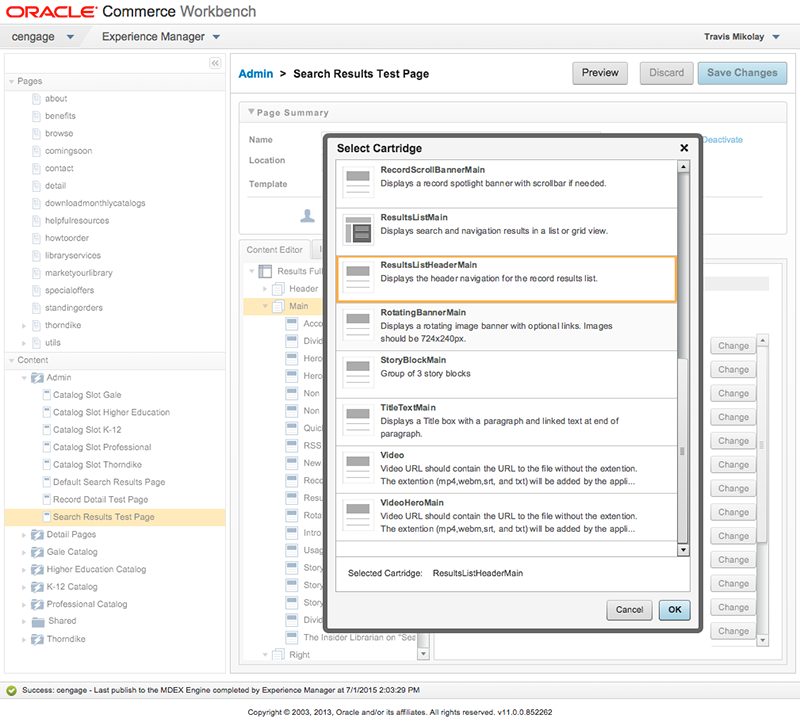 ORACLE® Commerce Workbench
cengage Experience Manager Travis Mikolay
Admin > Search Results Test Page Preview Discard Save Changes
Pages
about
benefits
browse
comingsoon
contact
detail
downloadmonthlycatalogs
helpfulresources
howtoorder
libraryservices
marketyourlibrary
specialoffers
standingorders
thorndike
utils
Content
Admin
Catalog Slot Gale
Catalog Slot Higher Education
Catalog Slot K-12
Catalog Slot Professional
Catalog Slot Thorndike
Default Search Results Page
Record Detail Test Page
Search Results Test Page
Detail Pages
Gale Catalog
Higher Education Catalog
K-12 Catalog
Professional Catalog
Shared
Thorndike
Page Summary
Name
Location
Template
Deactivate
Content Editor
Results Full
Header
Main
Acco
Divid
Hero
Hero
Non
Non
Quic
RSS
New
Reco
Resu
Rota
Intro
Usag
Story
Story
Story
Divid
The Insider Librarian on "Sea
Right
Change
Change
Change
Change
Change
Change
Change
Change
Change
Change
Change
Change
Change
Select Cartridge
RecordScrollBannerMain
Displays a record spotlight banner with scrollbar if needed.
ResultsListMain
Displays search and navigation results in a list or grid view.
ResultsListHeaderMain
Displays the header navigation for the record results list.
RotatingBannerMain
Displays a rotating image banner with optional links. Images
should be 724x240px.
StoryBlockMain
Group of 3 story blocks
TitleTextMain
Displays a Title box with a paragraph and linked text at end of
paragraph.
Video
Video URL should contain the URL to the file without the extention.
The extention (mp4,webm,srt, and txt) will be added by the appli...
VideoHeroMain
Video URL should contain the URL to the file without the extention.
The extention (mp4,webm,srt, and txt) will be added by the appli...
Selected Cartridge: ResultsListHeaderMain
Cancel OK
Success: cengage - Last publish to the MDEX Engine completed by Experience Manager at 7/1/2015 2:03:29 PM
Copyright © 2003, 2013, Oracle and/or its affiliates. All rights reserved. v11.0.0.852262